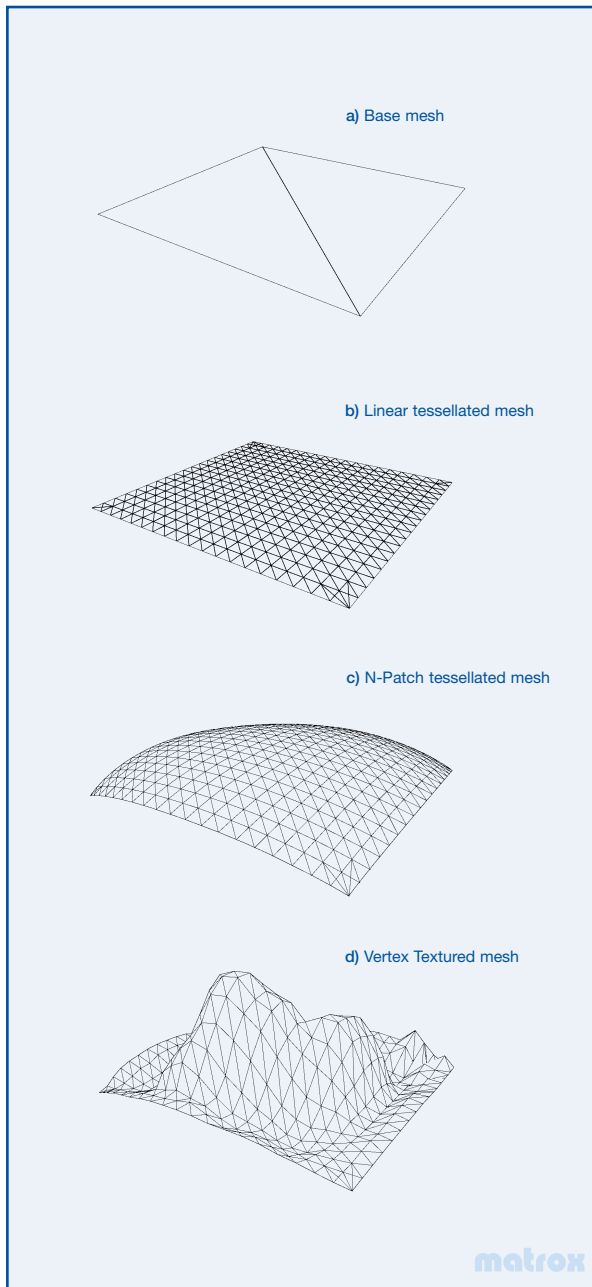 a) Base mesh
b) Linear tessellated mesh
c) N-Patch tessellated mesh
d) Vertex Textured mesh
matrox